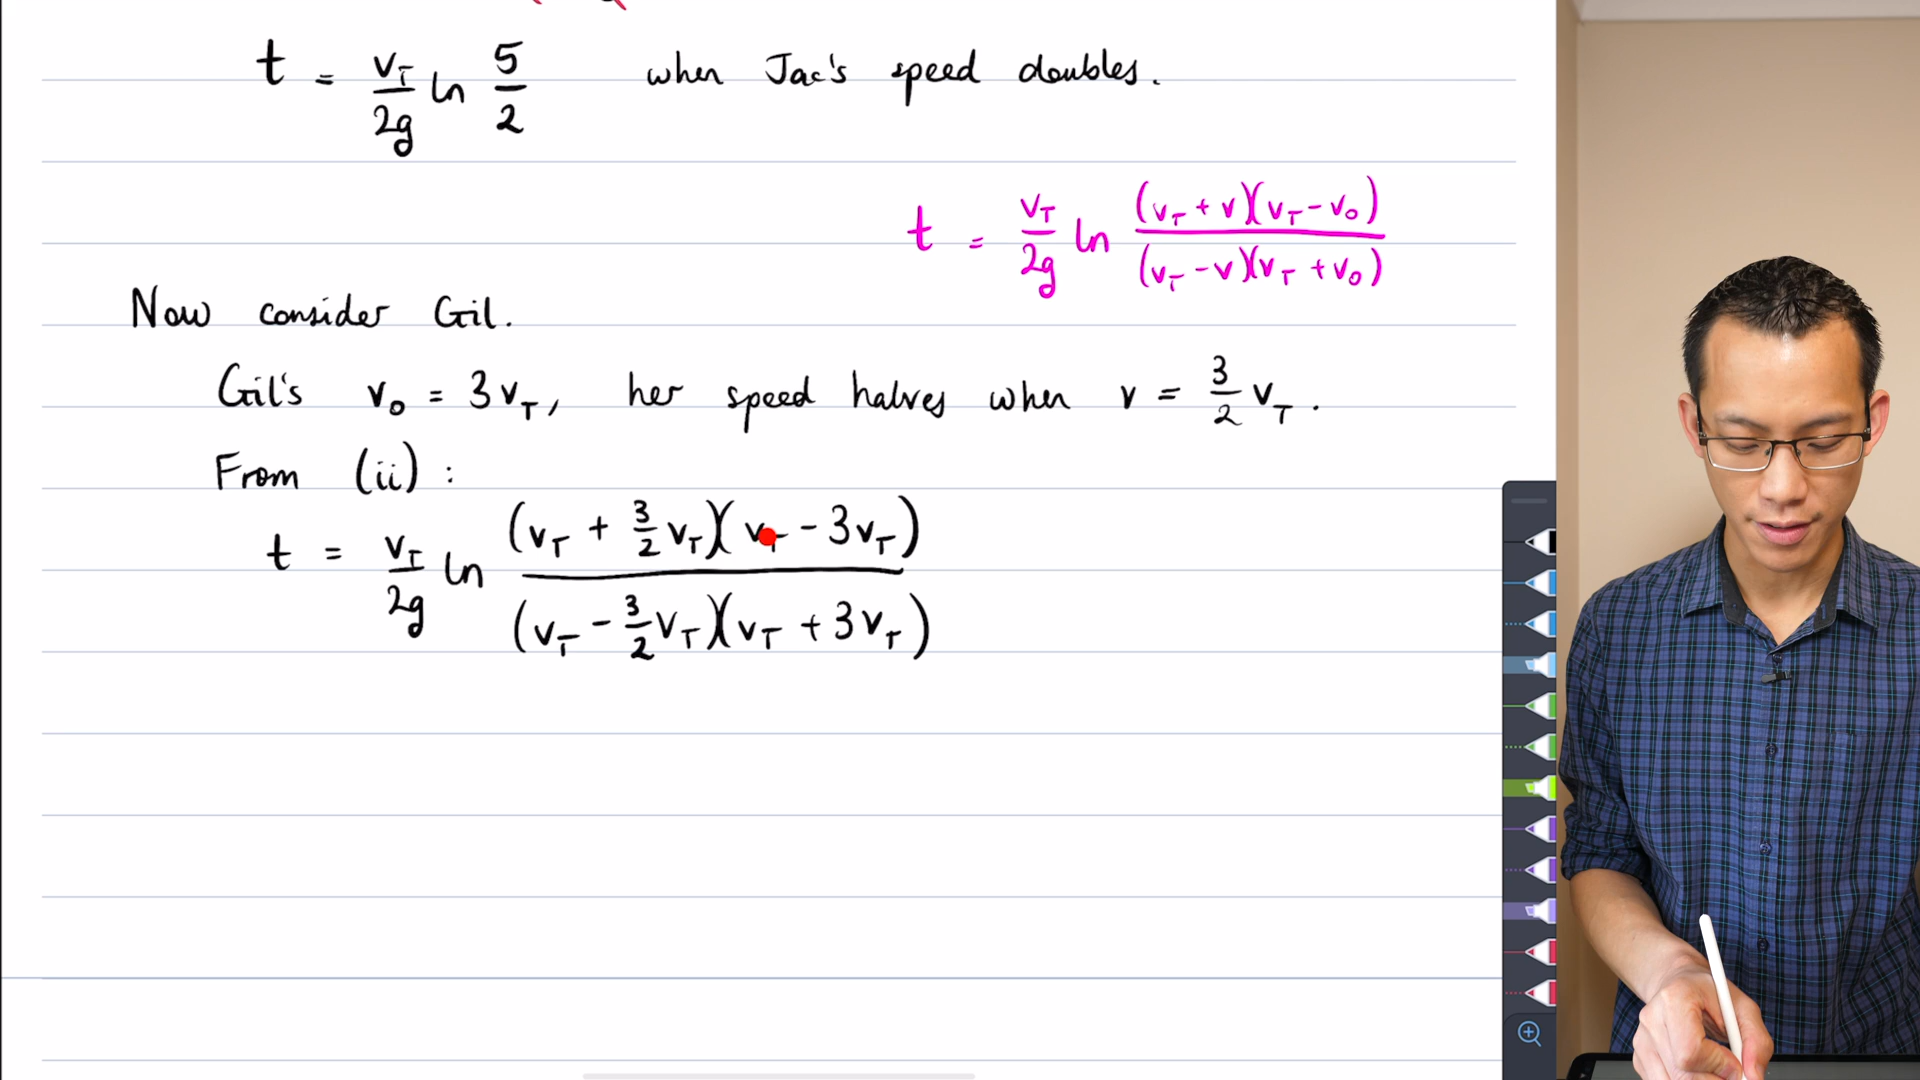 t = v_T/2g ln 5/2 when Jac's speed doubles.
t = v_T/2g ln (v_T + v)(v_T - v_0)/(v_T - v)(v_T + v_0)
Now consider Gil.
Gil's v_0 = 3v_T, her speed halves when v = 3/2 v_T.
From (ii):
t = v_T/2g ln (v_T + 3/2 v_T)(v_T - 3v_T)/(v_T - 3/2 v_T)(v_T + 3v_T)